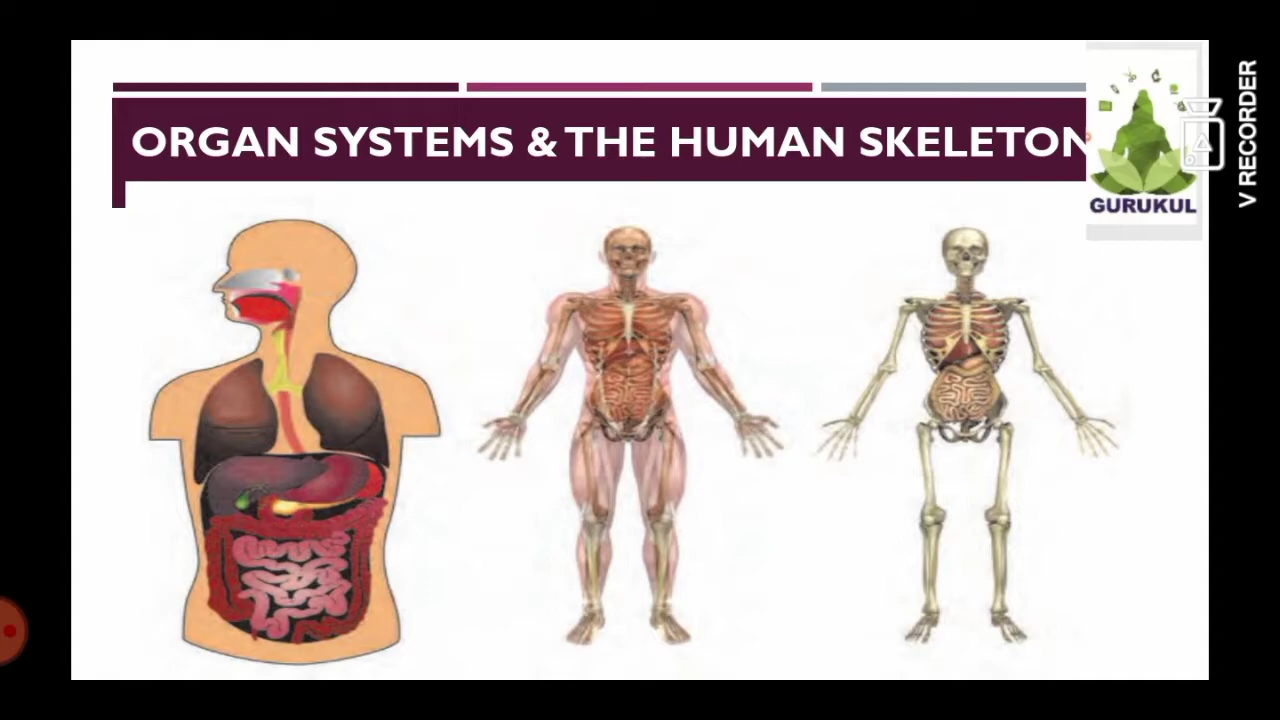 ORGAN SYSTEMS & THE HUMAN SKELETON
GURUKUL
V RECORDER